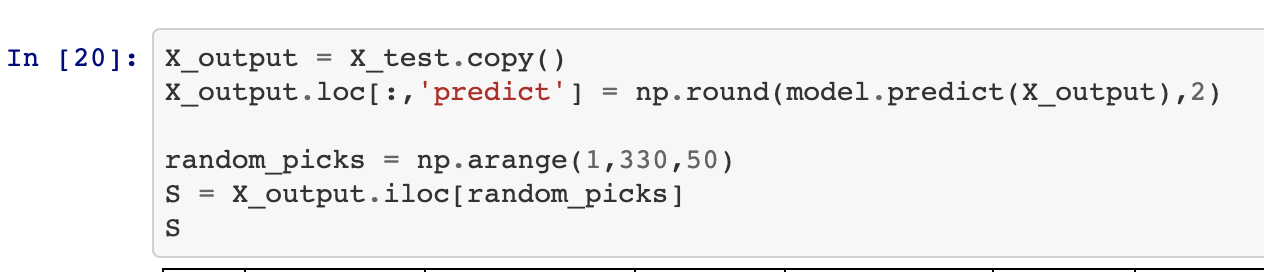 In [20]: X_output = X_test.copy()
X_output.loc[:,'predict'] = np.round(model.predict(X_output),2)
random_picks = np.arange(1,330,50)
S = X_output.iloc[random_picks]
S